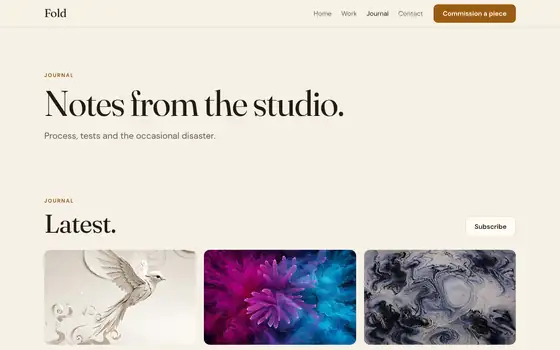 Fold
Home Work Journal Contact Commission a piece
JOURNAL
Notes from the studio.
Process, tests and the occasional disaster.
JOURNAL
Latest.
Subscribe